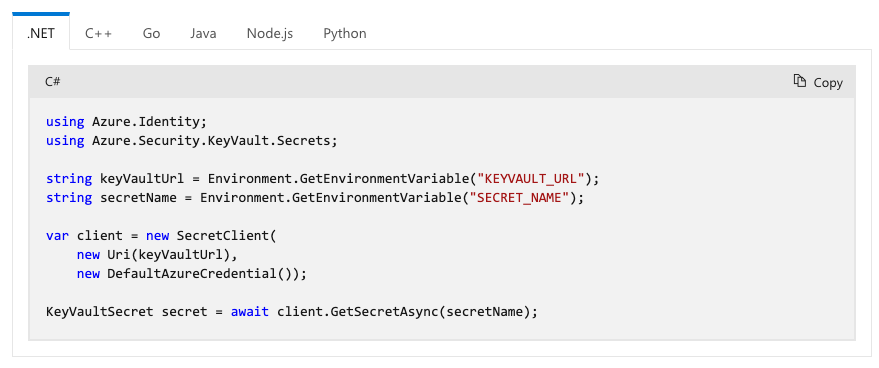 .NET C++ Go Java Node.js Python
C# Copy
using Azure.Identity;
using Azure.Security.KeyVault.Secrets;
string keyVaultUrl = Environment.GetEnvironmentVariable("KEYVAULT_URL");
string secretName = Environment.GetEnvironmentVariable("SECRET_NAME");
var client = new SecretClient(
    new Uri(keyVaultUrl),
    new DefaultAzureCredential());
KeyVaultSecret secret = await client.GetSecretAsync(secretName);